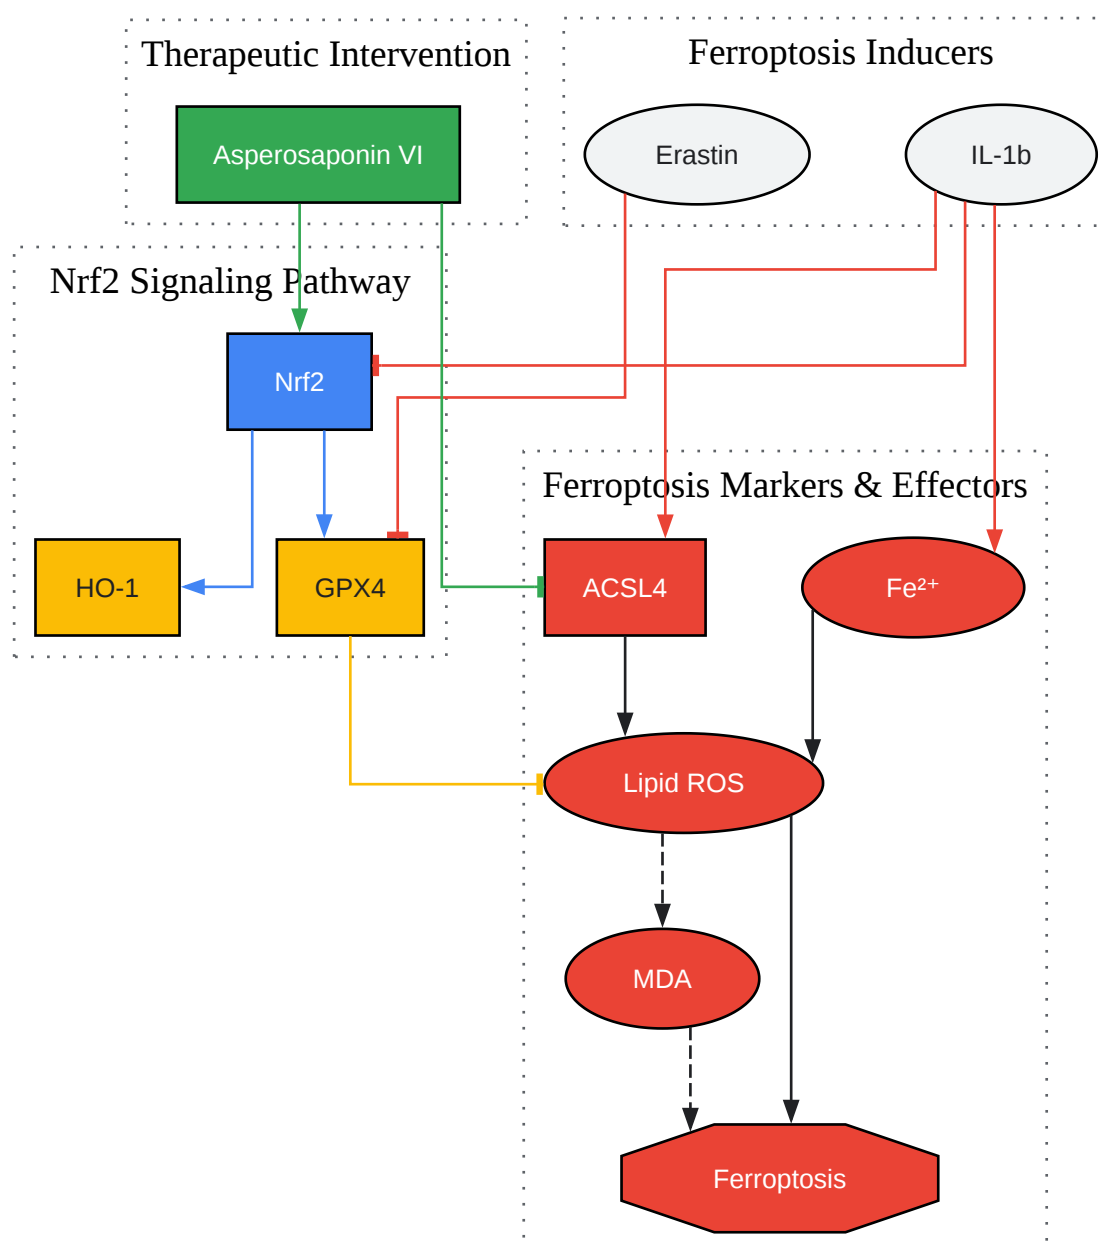 Therapeutic Intervention
Ferroptosis Inducers
Asperosaponin VI
Erastin
IL-1b
Nrf2 Signaling Pathway
Nrf2
Ferroptosis Markers & Effectors
HO-1
GPX4
ACSL4
Fe²⁺
Lipid ROS
MDA
Ferroptosis